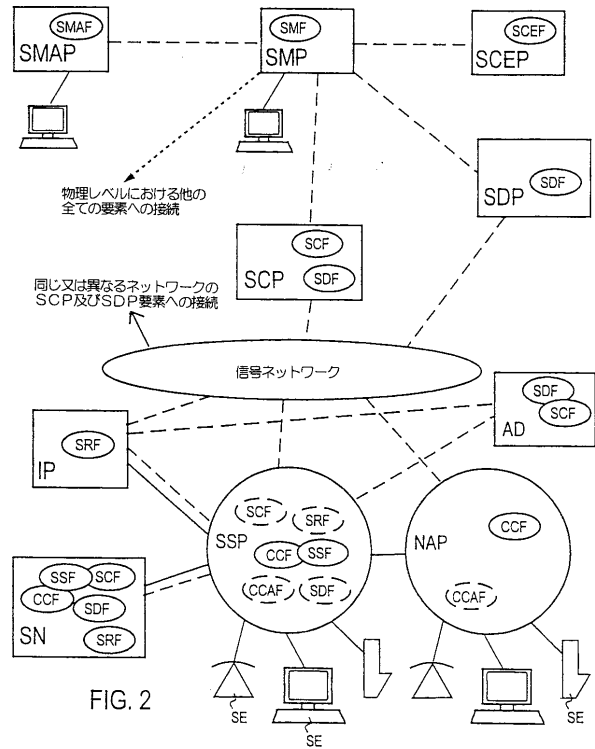 SMAF
SMAP
SMF
SMP
SCEF
SCEP
物理レベルにおける他の
全ての要素への接続
SDF
SDP
SCF
SDF
SCP
同じ又は異なるネットワークの
SCP及びSDP要素への接続
信号ネットワーク
SDF
SCF
AD
SRF
IP
SCF
SRF
SSP
CCF
SSF
CCAF
SDF
NAP
CCF
CCAF
SSF
SCF
CCF
SDF
SN
SRF
SE
SE
SE
FIG. 2